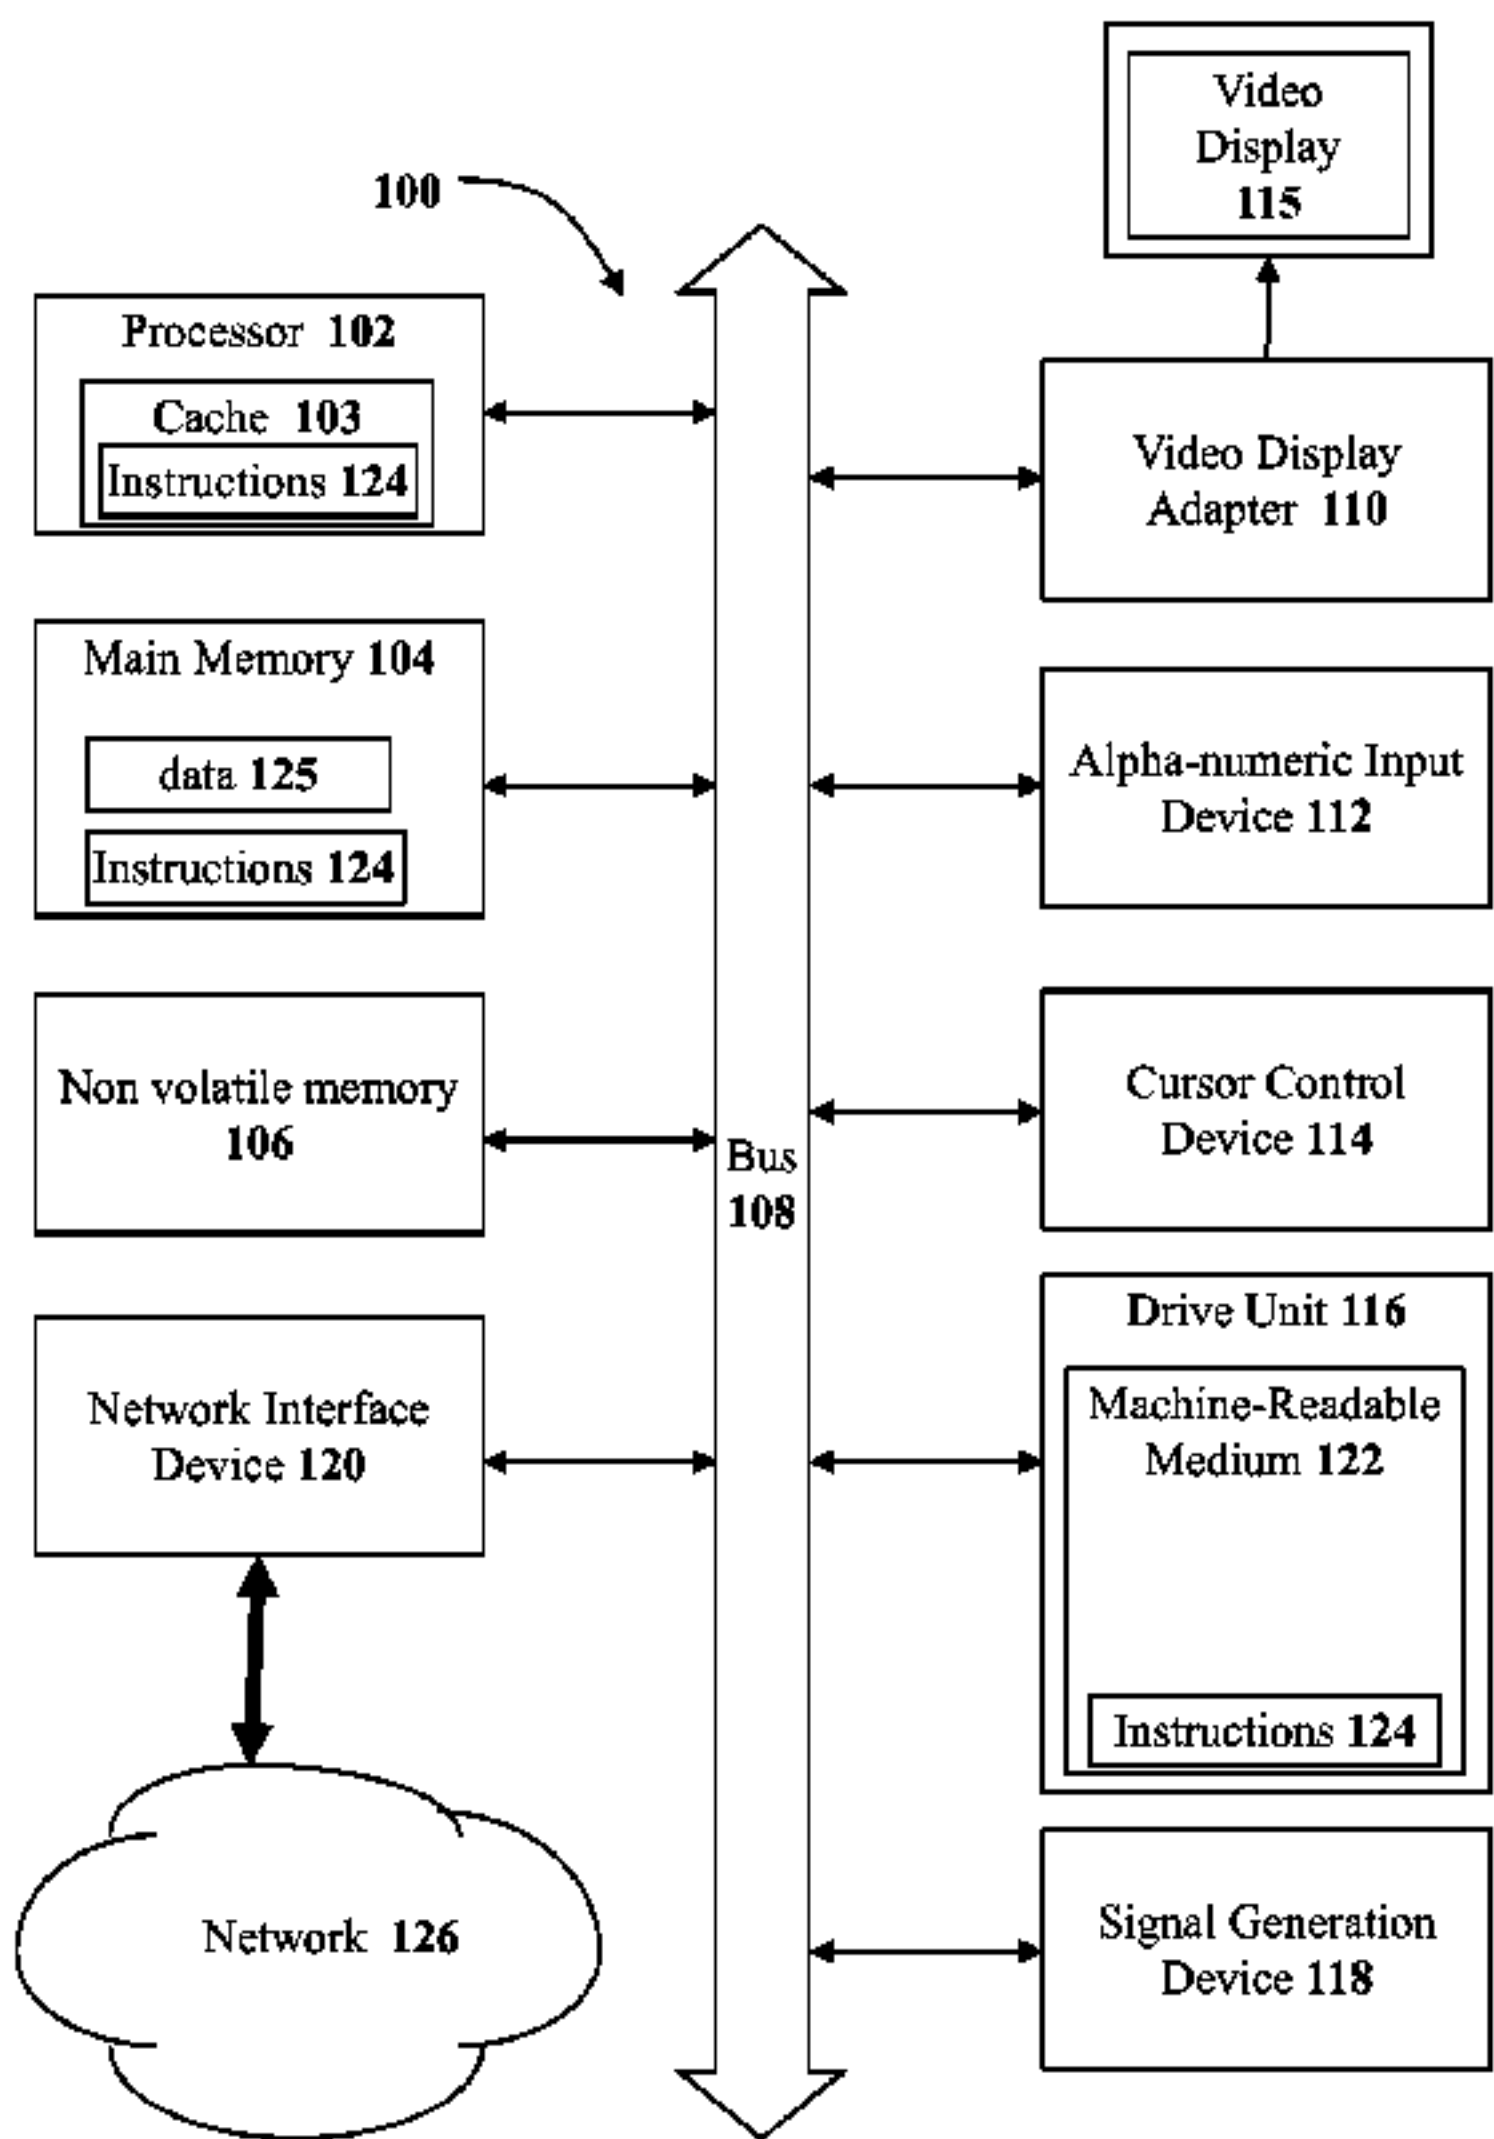 Video
Display
115
100
Processor 102
Cache 103
Instructions 124
Video Display
Adapter 110
Main Memory 104
data 125
Instructions 124
Alpha-numeric Input
Device 112
Non volatile memory
106
Bus
108
Cursor Control
Device 114
Network Interface
Device 120
Drive Unit 116
Machine-Readable
Medium 122
Instructions 124
Network 126
Signal Generation
Device 118